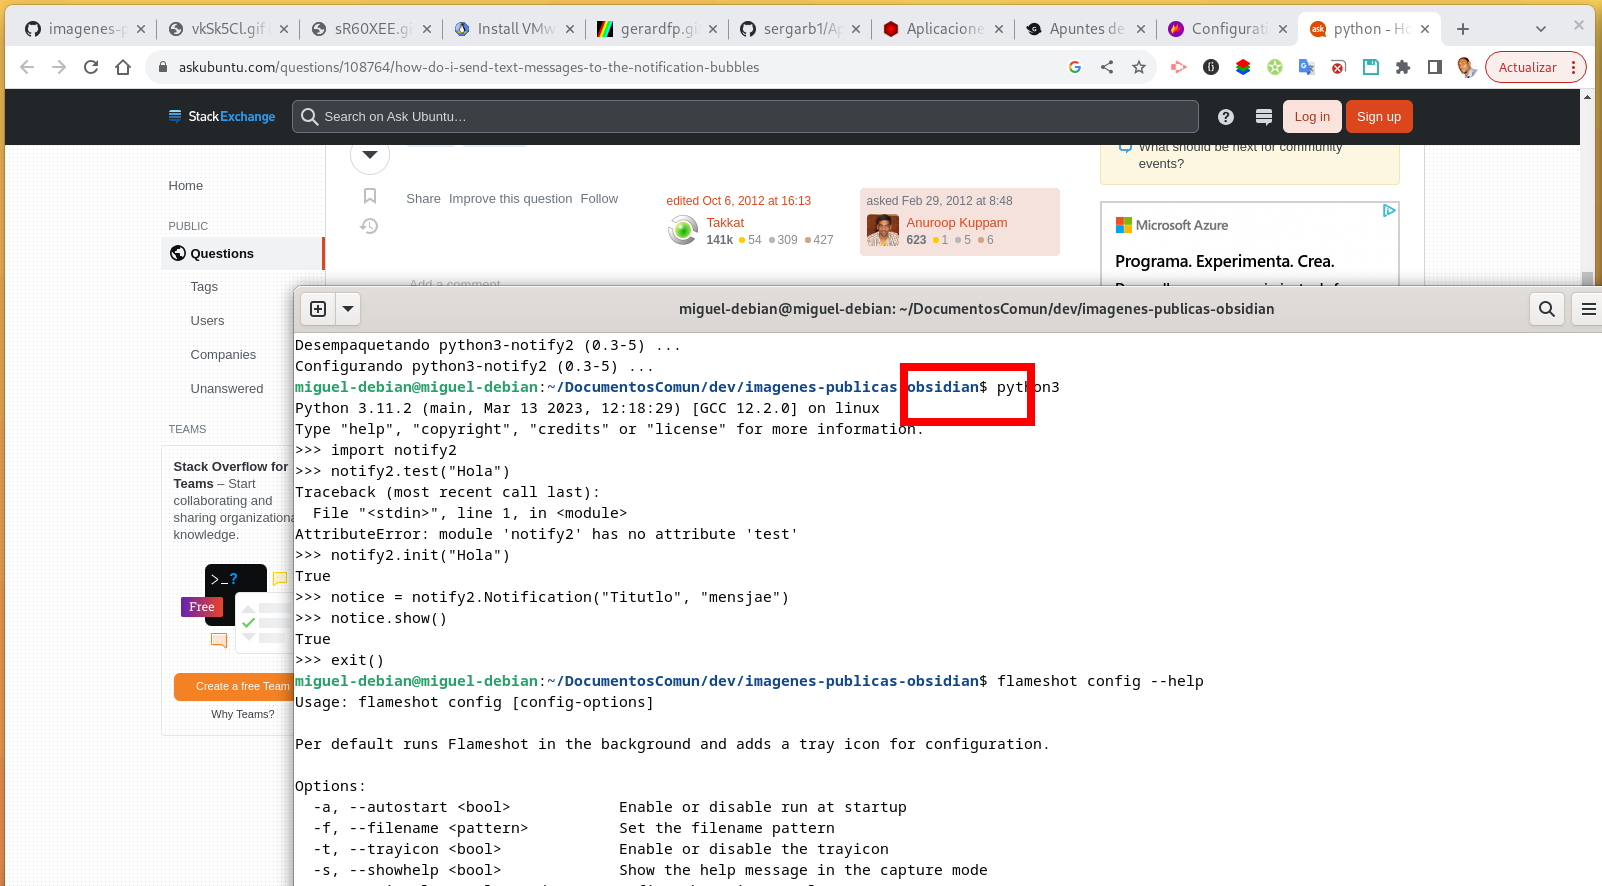 imagenes-p
vkSk5Cl.gif
sR60XEE.gi
Install VMw
gerardfp.gi
sergarb1/Ap
Aplicacione
Apuntes de
Configurati
python - Ho
askubuntu.com/questions/108764/how-do-i-send-text-messages-to-the-notification-bubbles
Actualizar
StackExchange
Search on Ask Ubuntu…
Log in
Sign up
What should be next for community
events?
Home
PUBLIC
Questions
Tags
Users
Companies
Unanswered
TEAMS
Stack Overflow for
Teams – Start
collaborating and
sharing organizationa
knowledge.
>_?
Free
Create a free Team
Why Teams?
Share Improve this question Follow
edited Oct 6, 2012 at 16:13
Takkat
141k 54 309 427
asked Feb 29, 2012 at 8:48
Anuroop Kuppam
623 1 5 6
Add a comment
Microsoft Azure
Programa. Experimenta. Crea.
miguel-debian@miguel-debian: ~/DocumentosComun/dev/imagenes-publicas-obsidian
Desempaquetando python3-notify2 (0.3-5) ...
Configurando python3-notify2 (0.3-5) ...
miguel-debian@miguel-debian:~/DocumentosComun/dev/imagenes-publicas-obsidian$ python3
Python 3.11.2 (main, Mar 13 2023, 12:18:29) [GCC 12.2.0] on linux
Type "help", "copyright", "credits" or "license" for more information.
>>> import notify2
>>> notify2.test("Hola")
Traceback (most recent call last):
  File "<stdin>", line 1, in <module>
AttributeError: module 'notify2' has no attribute 'test'
>>> notify2.init("Hola")
True
>>> notice = notify2.Notification("Titutlo", "mensjae")
>>> notice.show()
True
>>> exit()
miguel-debian@miguel-debian:~/DocumentosComun/dev/imagenes-publicas-obsidian$ flameshot config --help
Usage: flameshot config [config-options]
Per default runs Flameshot in the background and adds a tray icon for configuration.
Options:
  -a, --autostart <bool>            Enable or disable run at startup
  -f, --filename <pattern>          Set the filename pattern
  -t, --trayicon <bool>             Enable or disable the trayicon
  -s, --showhelp <bool>             Show the help message in the capture mode